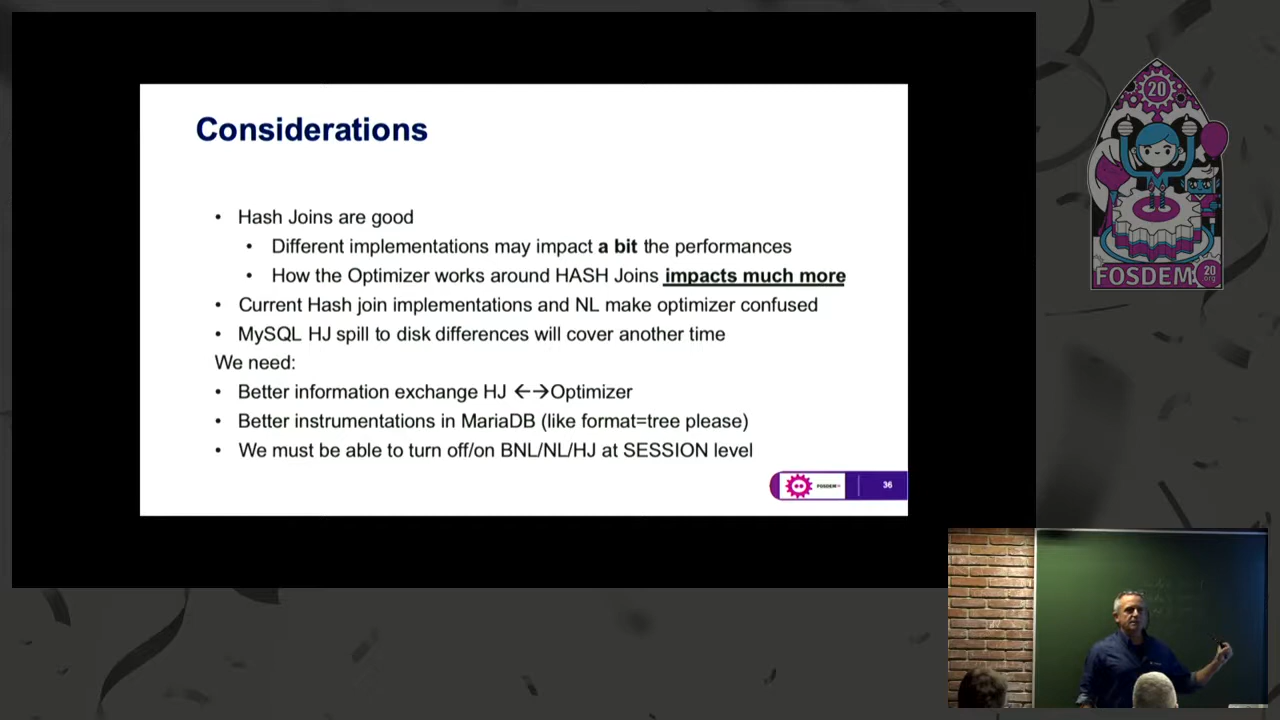 Considerations
• Hash Joins are good
• Different implementations may impact a bit the performances
• How the Optimizer works around HASH Joins impacts much more
• Current Hash join implementations and NL make optimizer confused
• MySQL HJ spill to disk differences will cover another time
We need:
• Better information exchange HJ ←→Optimizer
• Better instrumentations in MariaDB (like format=tree please)
• We must be able to turn off/on BNL/NL/HJ at SESSION level
FOSDEM
36
20
FOSDEM
20
.org